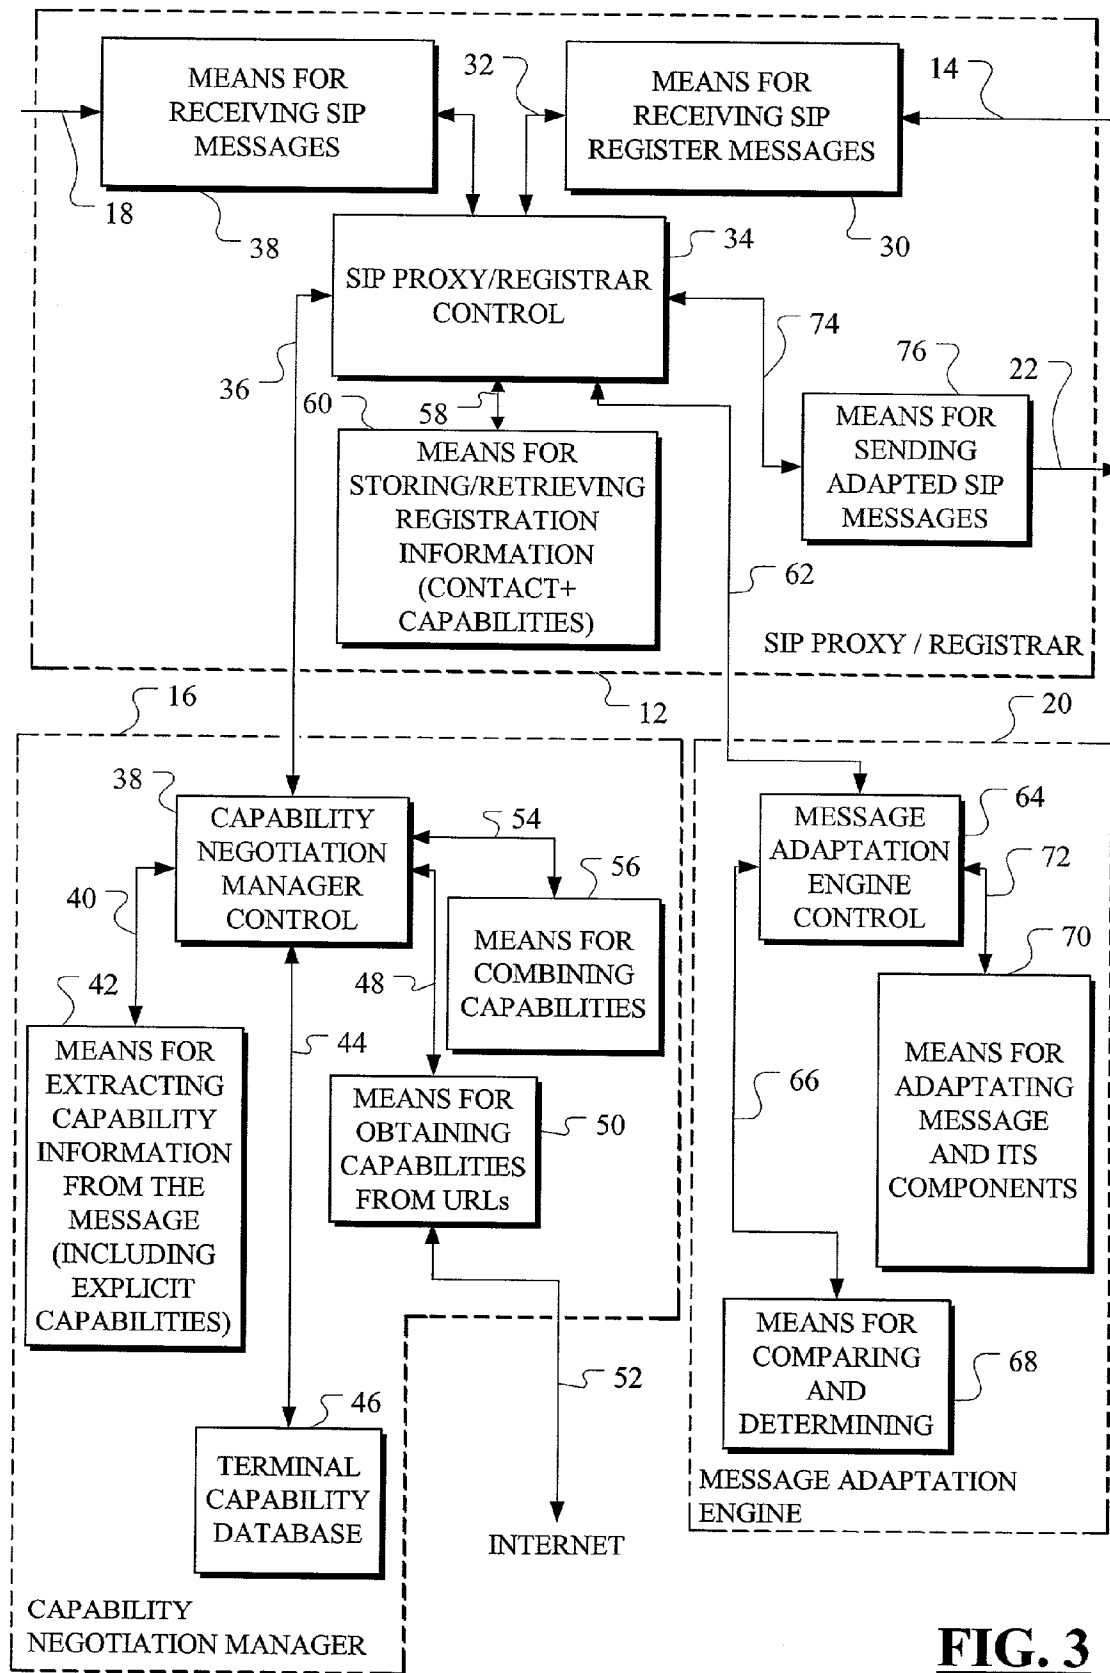 MEANS FOR
RECEIVING SIP
MESSAGES
32
MEANS FOR
RECEIVING SIP
REGISTER MESSAGES
14
18
38
30
34
SIP PROXY/REGISTRAR
CONTROL
36
74
76
22
60
58
MEANS FOR
STORING/RETRIEVING
REGISTRATION
INFORMATION
(CONTACT+
CAPABILITIES)
MEANS FOR
SENDING
ADAPTED SIP
MESSAGES
62
SIP PROXY / REGISTRAR
16
12
20
38
CAPABILITY
NEGOTIATION
MANAGER
CONTROL
54
56
MEANS FOR
COMBINING
CAPABILITIES
40
48
42
44
MEANS FOR
EXTRACTING
CAPABILITY
INFORMATION
FROM THE
MESSAGE
(INCLUDING
EXPLICIT
CAPABILITIES)
MEANS FOR
OBTAINING
CAPABILITIES
FROM URLs
50
52
46
TERMINAL
CAPABILITY
DATABASE
INTERNET
CAPABILITY
NEGOTIATION MANAGER
MESSAGE
ADAPTATION
ENGINE
CONTROL
64
72
70
66
MEANS FOR
ADAPTATING
MESSAGE
AND ITS
COMPONENTS
MEANS FOR
COMPARING
AND
DETERMINING
68
MESSAGE ADAPTATION
ENGINE
FIG. 3